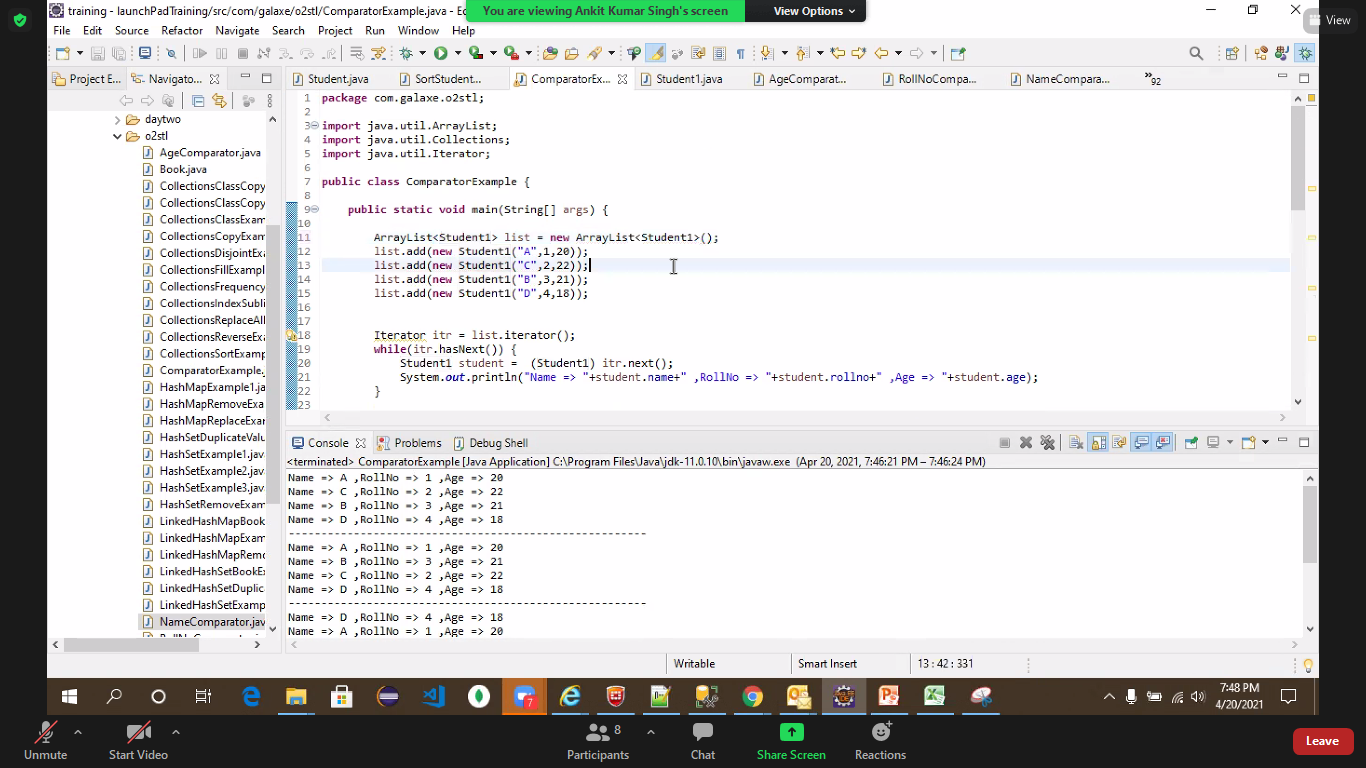 You are viewing Ankit Kumar Singh's screen
View Options
View
training - launchPadTraining/src/com/galaxe/o2stl/ComparatorExample.java - Ec
File Edit Source Refactor Navigate Search Project Run Window Help
Project E...
Navigato...
Student.java
SortStudent...
ComparatorEx...
Student1.java
AgeComparat...
RollNoCompa...
NameCompara...
»92
daytwo
o2stl
AgeComparator.java
Book.java
CollectionsClassCopy
CollectionsClassCopy
CollectionsClassExam
CollectionsCopyExam
CollectionsDisjointEx
CollectionsFillExampl
CollectionsFrequency
CollectionsIndexSubli
CollectionsReplaceAll
CollectionsReverseExa
CollectionsSortExamp
ComparatorExample.
HashMapExample1.ja
HashMapRemoveExa
HashMapReplaceExar
HashSetDuplicateValu
HashSetExample1.jav
HashSetExample2.jav
HashSetExample3.jav
HashSetRemoveExam
LinkedHashMapBook
LinkedHashMapExam
LinkedHashMapRemo
LinkedHashSetBookEx
LinkedHashSetDuplic
LinkedHashSetExamp
NameComparator.jav
1 package com.galaxe.o2stl;
2
3 import java.util.ArrayList;
4 import java.util.Collections;
5 import java.util.Iterator;
6
7 public class ComparatorExample {
8
9 public static void main(String[] args) {
10
11 ArrayList<Student1> list = new ArrayList<Student1>();
12 list.add(new Student1("A",1,20));
13 list.add(new Student1("C",2,22));
14 list.add(new Student1("B",3,21));
15 list.add(new Student1("D",4,18));
16
17
18 Iterator itr = list.iterator();
19 while(itr.hasNext()) {
20 Student1 student = (Student1) itr.next();
21 System.out.println("Name => "+student.name+" ,RollNo => "+student.rollno+" ,Age => "+student.age);
22 }
23
Console
Problems
Debug Shell
<terminated> ComparatorExample [Java Application] C:\Program Files\Java\jdk-11.0.10\bin\javaw.exe (Apr 20, 2021, 7:46:21 PM – 7:46:24 PM)
Name => A ,RollNo => 1 ,Age => 20
Name => C ,RollNo => 2 ,Age => 22
Name => B ,RollNo => 3 ,Age => 21
Name => D ,RollNo => 4 ,Age => 18
-------------------------------------------------------
Name => A ,RollNo => 1 ,Age => 20
Name => B ,RollNo => 3 ,Age => 21
Name => C ,RollNo => 2 ,Age => 22
Name => D ,RollNo => 4 ,Age => 18
-------------------------------------------------------
Name => D ,RollNo => 4 ,Age => 18
Name => A ,RollNo => 1 ,Age => 20
Writable
Smart Insert
13 : 42 : 331
7
7:48 PM
4/20/2021
Unmute
Start Video
Participants
8
Chat
Share Screen
Reactions
Leave